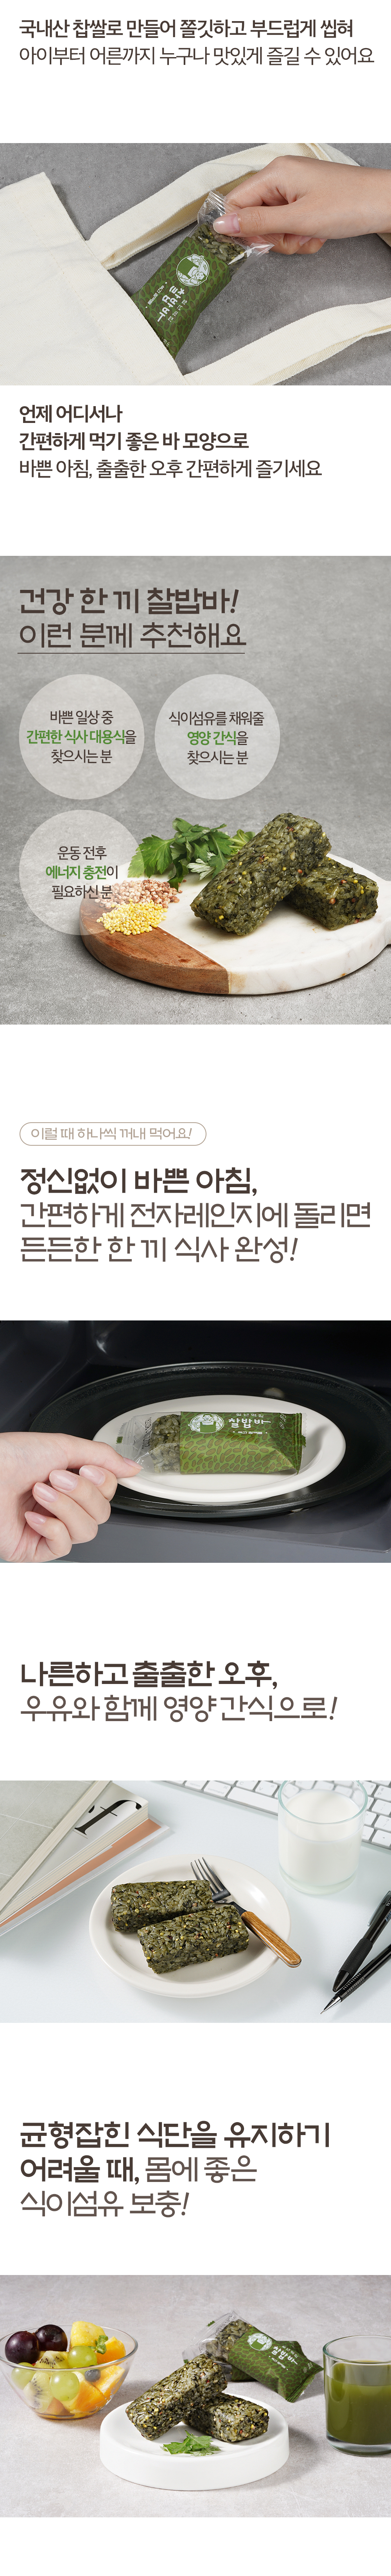 국내산 찹쌀로 만들어 쫄깃하고 부드럽게 씹혀
아이부터 어른까지 누구나 맛있게 즐길 수 있어요
찰밥바
언제 어디서나
간편하게 먹기 좋은 바 모양으로
바쁜 아침, 출출한 오후 간편하게 즐기세요
건강 한 끼 찰밥바!
이런 분께 추천해요
바쁜 일상 중
간편한 식사 대용식을
찾으시는 분
식이섬유를 채워줄
영양 간식을
찾으시는 분
운동 전후
에너지 충전이
필요하신 분
이럴 때 하나씩 꺼내 먹어요!
정신없이 바쁜 아침,
간편하게 전자레인지에 돌리면
든든한 한 끼 식사 완성!
찰밥바
나른하고 출출한 오후,
우유와 함께 영양 간식으로!
균형잡힌 식단을 유지하기
어려울 때, 몸에 좋은
식이섬유 보충!
찰밥바